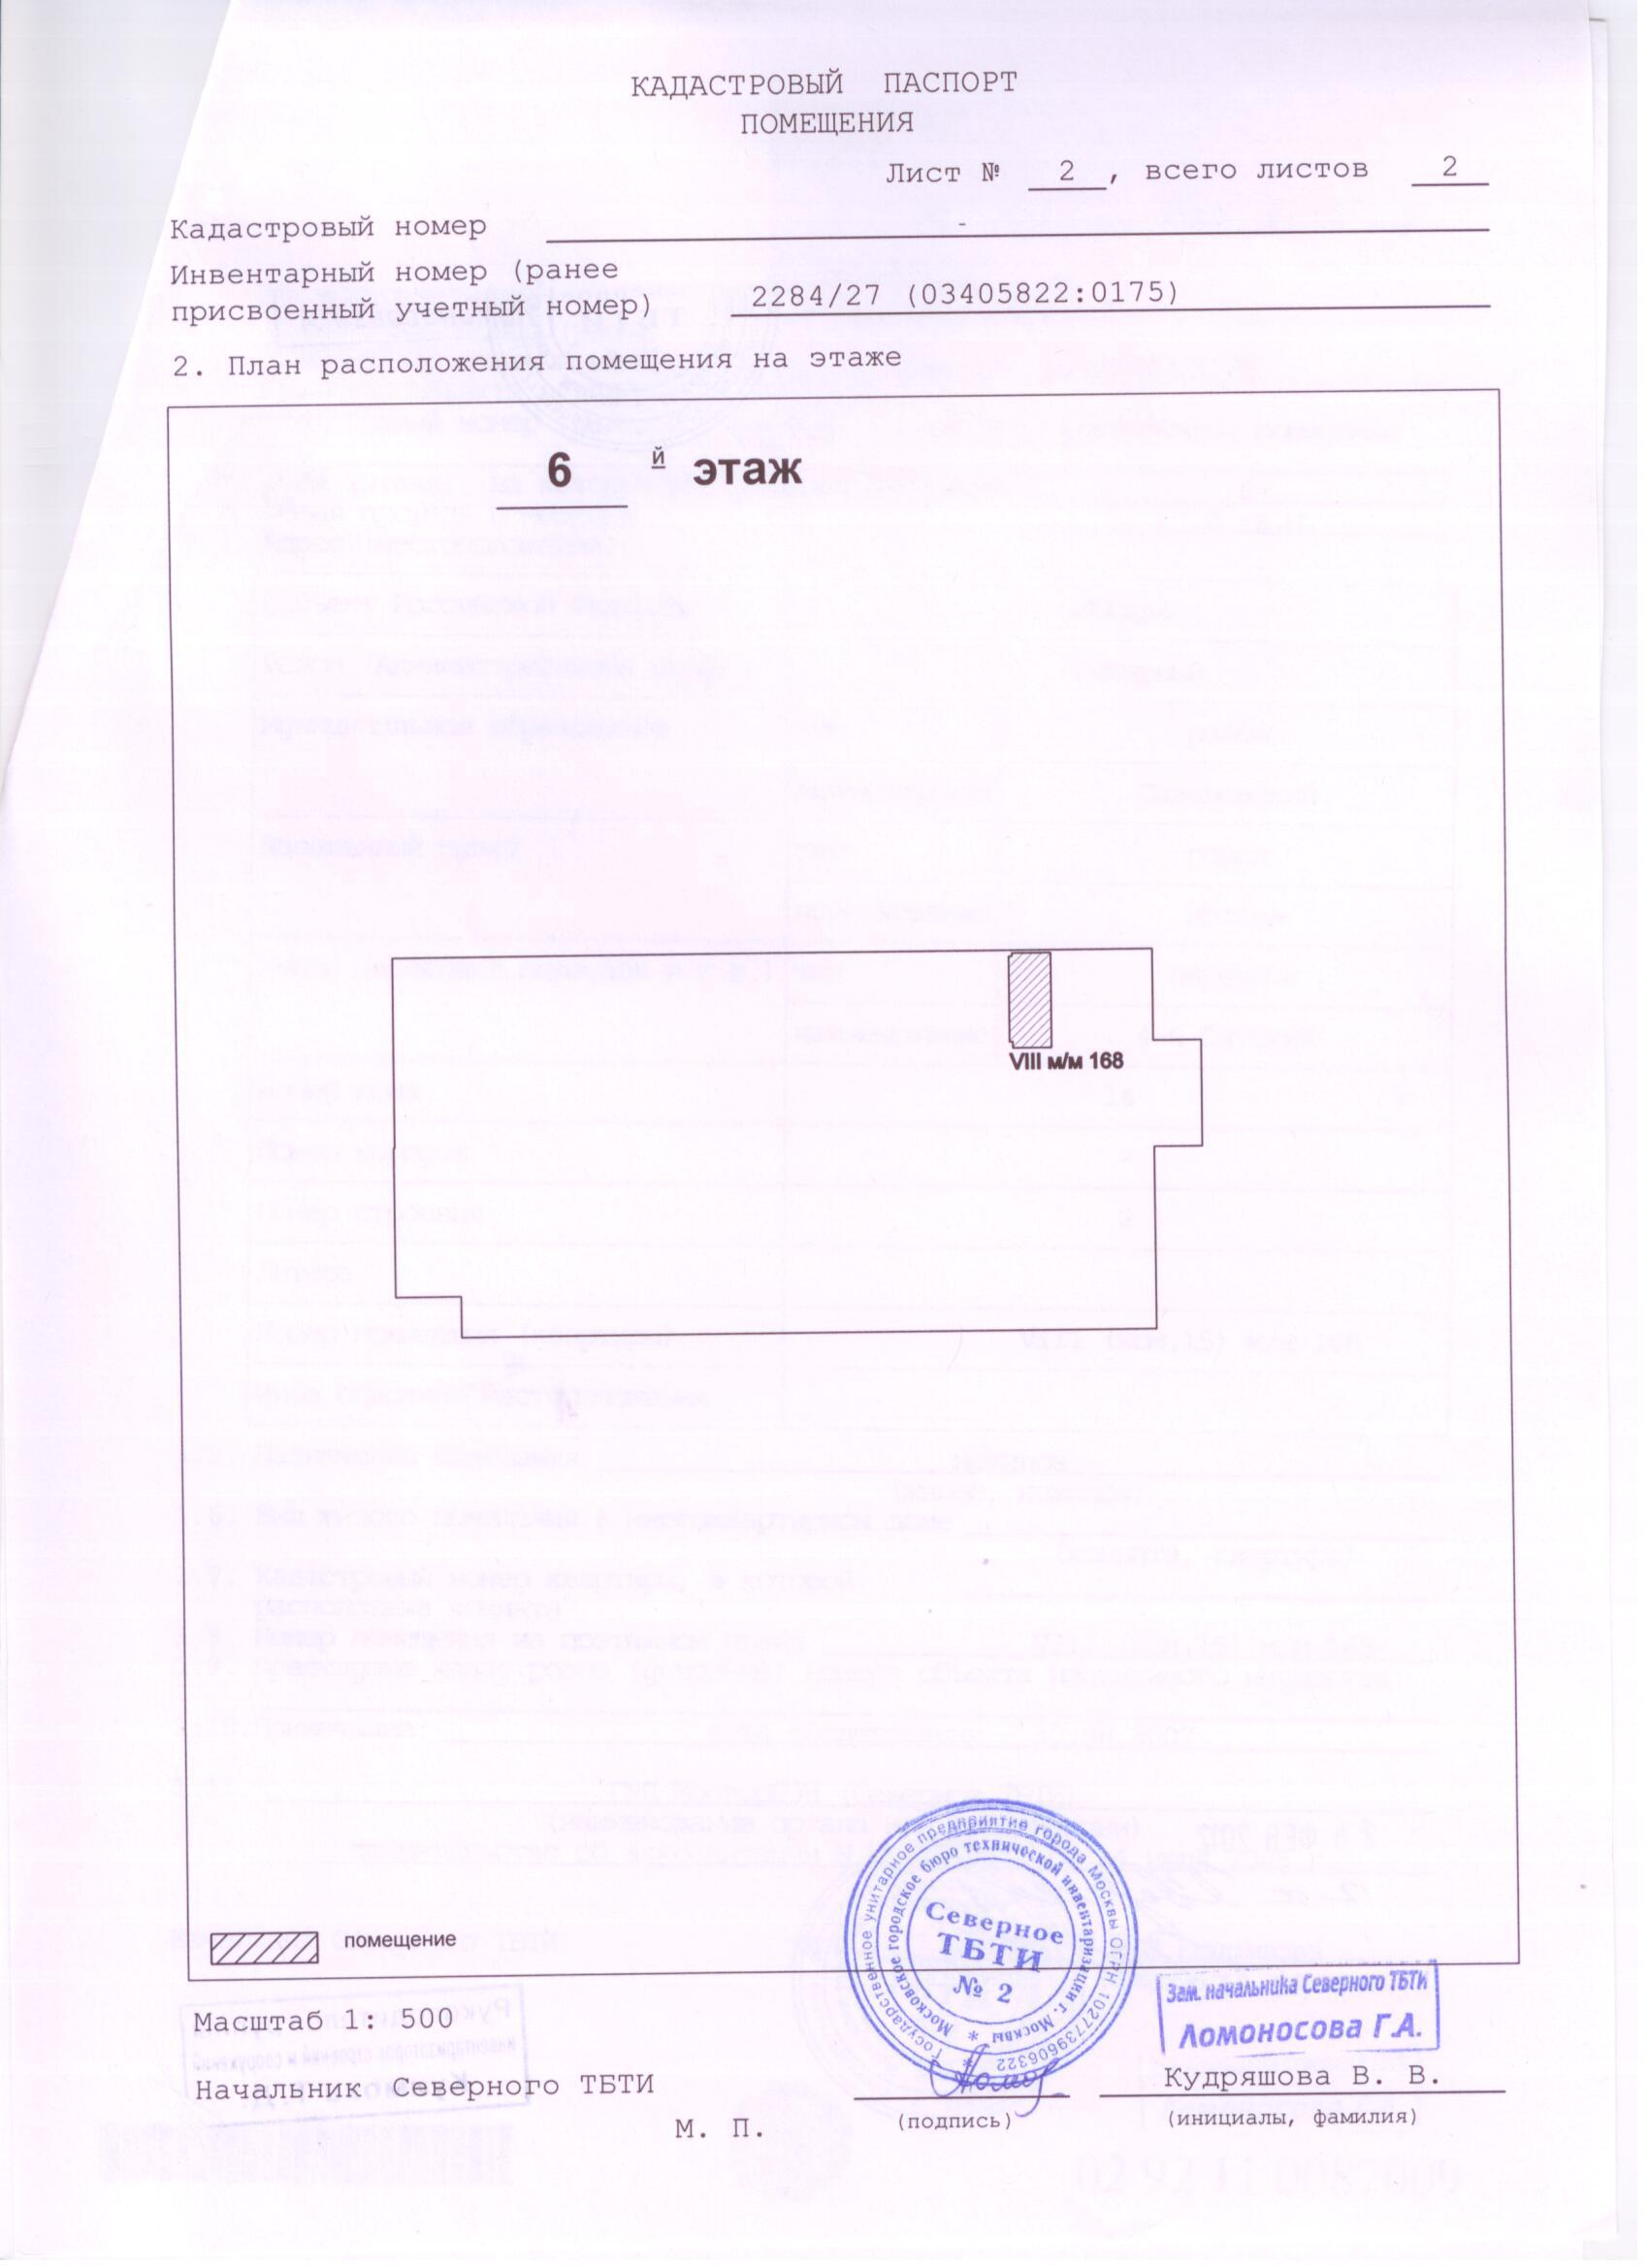 КАДАСТРОВЫЙ ПАСПОРТ
ПОМЕЩЕНИЯ
Лист № 2 , всего листов 2
Кадастровый номер -
Инвентарный номер (ранее
присвоенный учетный номер) 2284/27 (03405822:0175)
2. План расположения помещения на этаже
6 й этаж
VIII м/м 168
помещение
Государственное унитарное предприятие города Москвы ОГРН 1027739606322 *
Московское городское бюро технической инвентаризации г. Москвы *
Северное
ТБТИ
№ 2
Зам. начальника Северного ТБТИ
Ломоносова Г.А.
Масштаб 1: 500
Начальник Северного ТБТИ
Кудряшова В. В.
М. П.
(подпись)
(инициалы, фамилия)